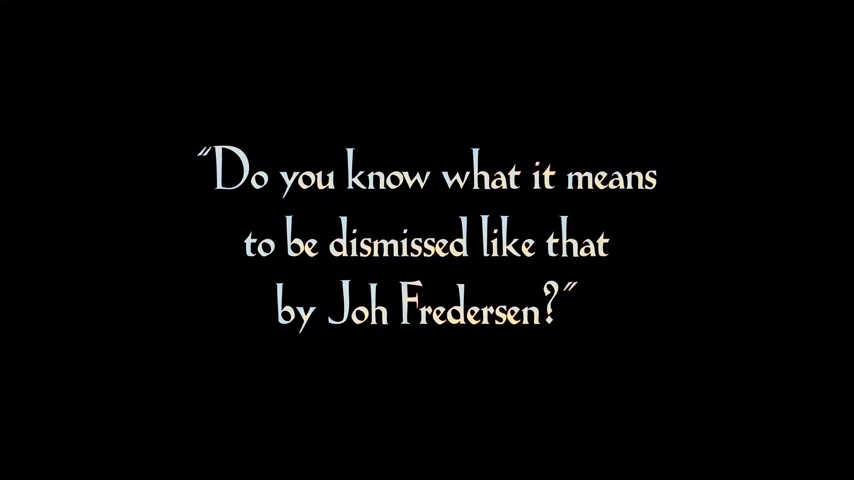 "Do you know what it means
to be dismissed like that
by Joh Fredersen?"